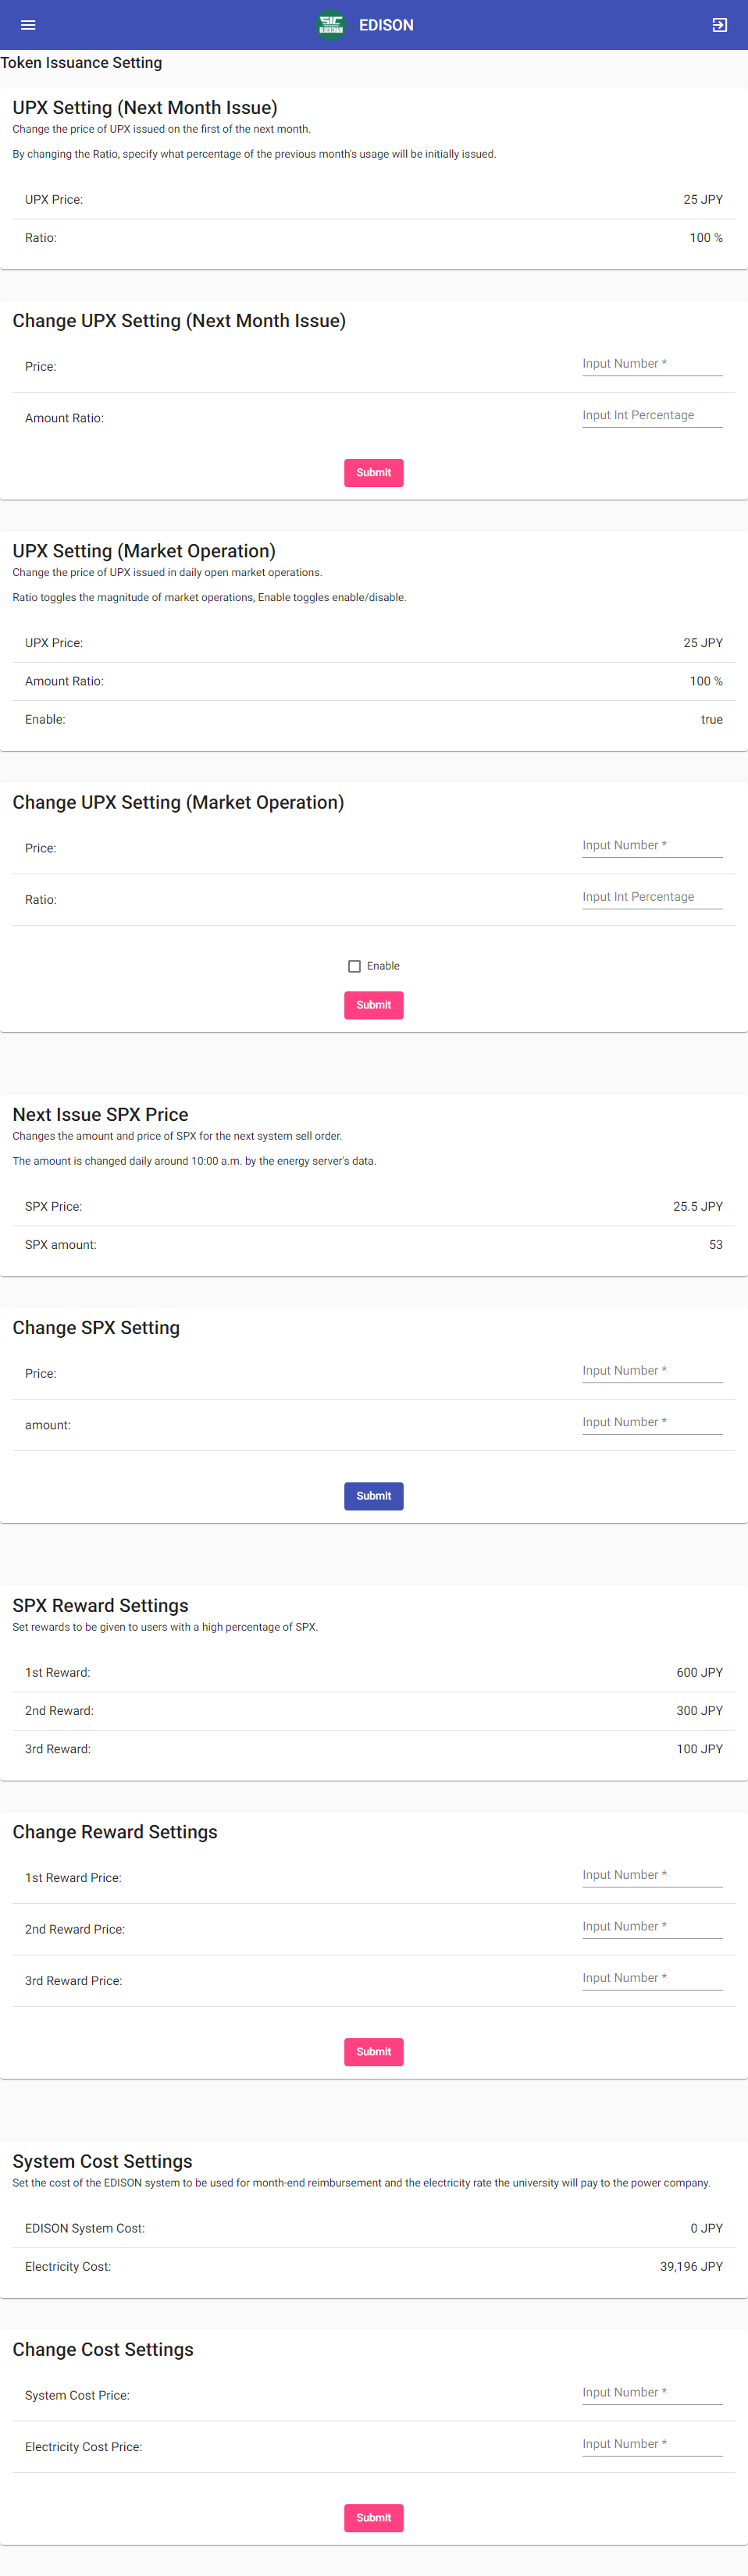 SIC
BLOCKCHAIN
EDISON
Token Issuance Setting
UPX Setting (Next Month Issue)
Change the price of UPX issued on the first of the next month.
By changing the Ratio, specify what percentage of the previous month's usage will be initially issued.
UPX Price: 25 JPY
Ratio: 100 %
Change UPX Setting (Next Month Issue)
Price: Input Number *
Amount Ratio: Input Int Percentage
Submit
UPX Setting (Market Operation)
Change the price of UPX issued in daily open market operations.
Ratio toggles the magnitude of market operations, Enable toggles enable/disable.
UPX Price: 25 JPY
Amount Ratio: 100 %
Enable: true
Change UPX Setting (Market Operation)
Price: Input Number *
Ratio: Input Int Percentage
Enable
Submit
Next Issue SPX Price
Changes the amount and price of SPX for the next system sell order.
The amount is changed daily around 10:00 a.m. by the energy server's data.
SPX Price: 25.5 JPY
SPX amount: 53
Change SPX Setting
Price: Input Number *
amount: Input Number *
Submit
SPX Reward Settings
Set rewards to be given to users with a high percentage of SPX.
1st Reward: 600 JPY
2nd Reward: 300 JPY
3rd Reward: 100 JPY
Change Reward Settings
1st Reward Price: Input Number *
2nd Reward Price: Input Number *
3rd Reward Price: Input Number *
Submit
System Cost Settings
Set the cost of the EDISON system to be used for month-end reimbursement and the electricity rate the university will pay to the power company.
EDISON System Cost: 0 JPY
Electricity Cost: 39,196 JPY
Change Cost Settings
System Cost Price: Input Number *
Electricity Cost Price: Input Number *
Submit